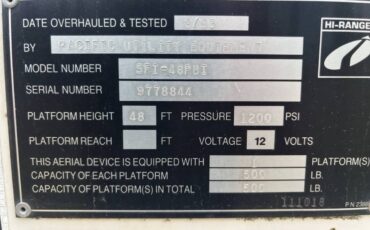 DATE OVERHAULED & TESTED
HI-RANGER
BY PACIFIC UTILITY EQUIPMENT
MODEL NUMBER
SERIAL NUMBER 9778844
PLATFORM HEIGHT 48 FT PRESSURE 1200 PSI
PLATFORM REACH FT VOLTAGE 12 VOLTS
THIS AERIAL DEVICE IS EQUIPPED WITH 1 PLATFORM(S)
CAPACITY OF EACH PLATFORM 500 LB.
CAPACITY OF PLATFORM(S) IN TOTAL 500 LB.
111018